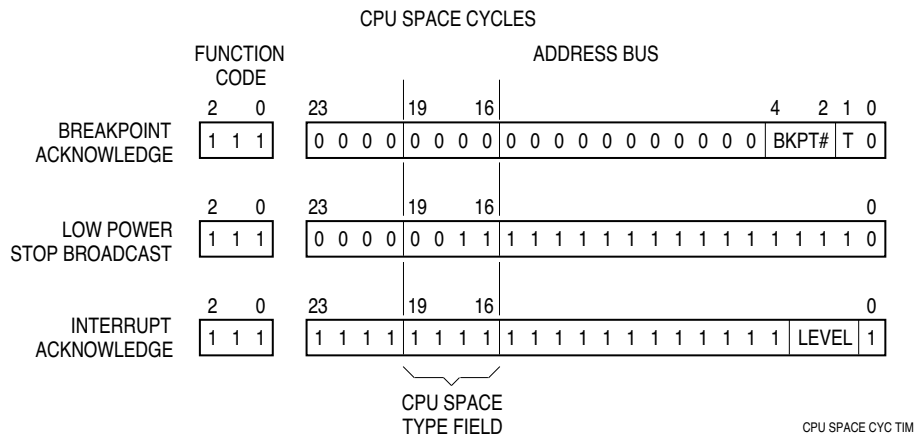 CPU SPACE CYCLES
FUNCTION
CODE
ADDRESS BUS
2 0 23 19 16 4 2 1 0
BREAKPOINT
ACKNOWLEDGE
1 1 1 0 0 0 0 0 0 0 0 0 0 0 0 0 0 0 0 0 0 0 BKPT# T 0
2 0 23 19 16 0
LOW POWER
STOP BROADCAST
1 1 1 0 0 0 0 0 0 1 1 1 1 1 1 1 1 1 1 1 1 1 1 1 1 1 0
2 0 23 19 16 0
INTERRUPT
ACKNOWLEDGE
1 1 1 1 1 1 1 1 1 1 1 1 1 1 1 1 1 1 1 1 1 1 1 LEVEL 1
CPU SPACE
TYPE FIELD
CPU SPACE CYC TIM